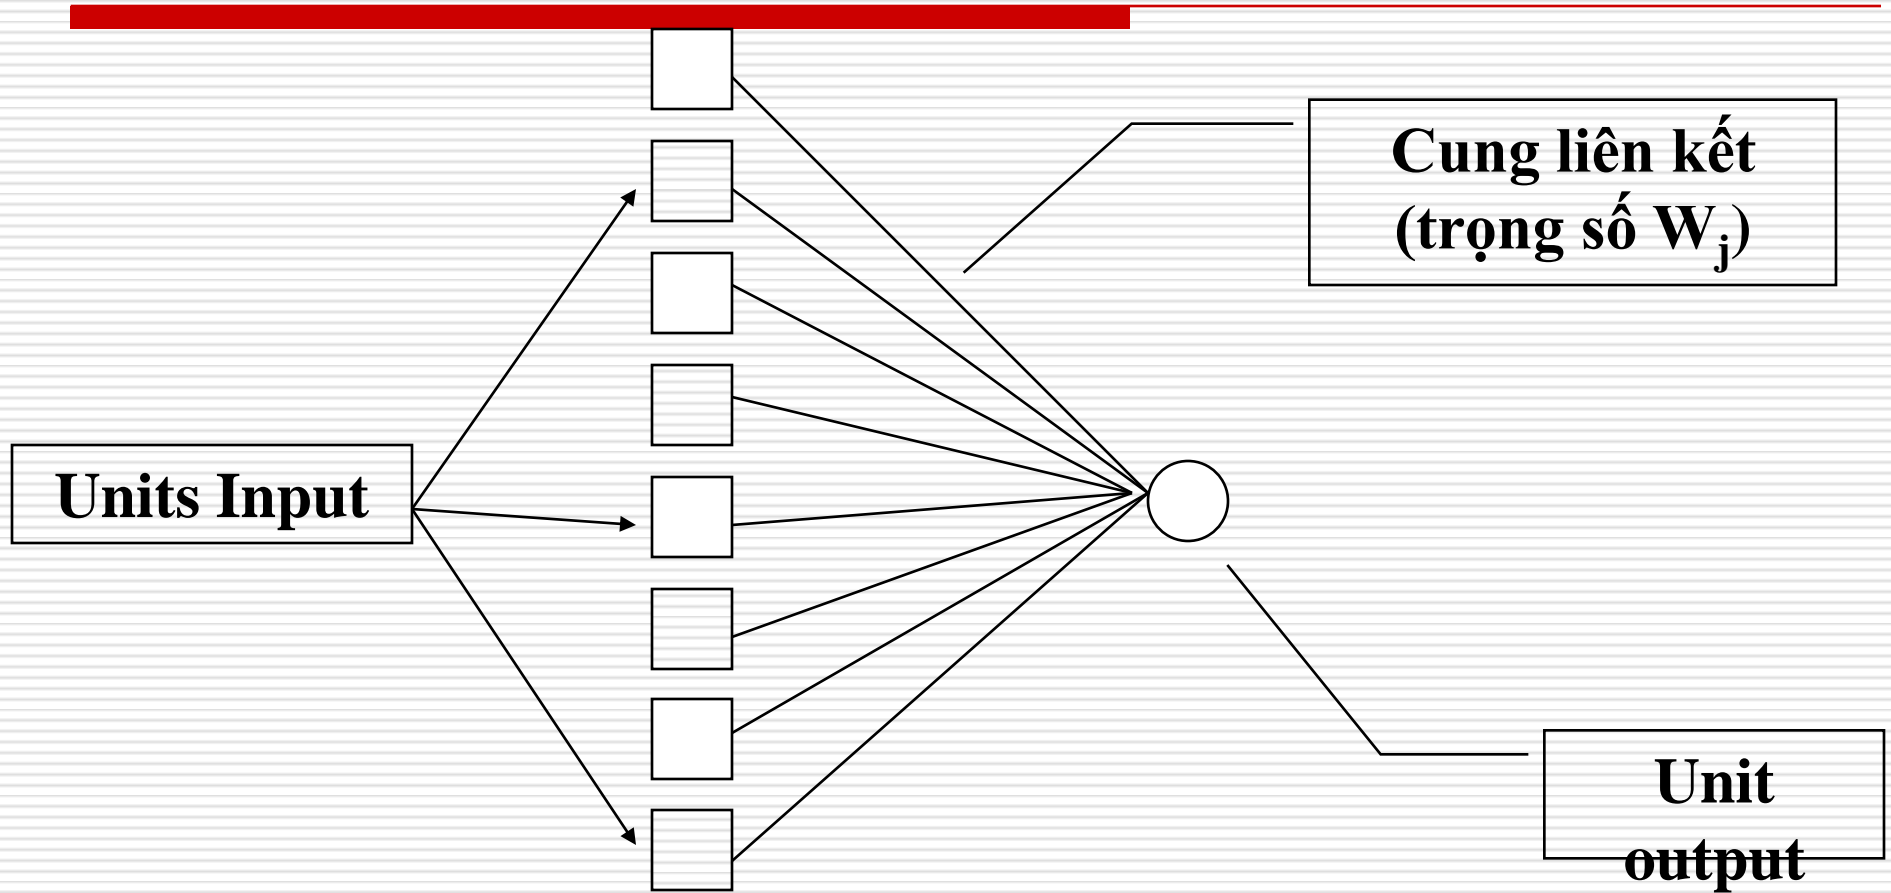 Cung liên kết
(trọng số Wj)
Units Input
Unit
output